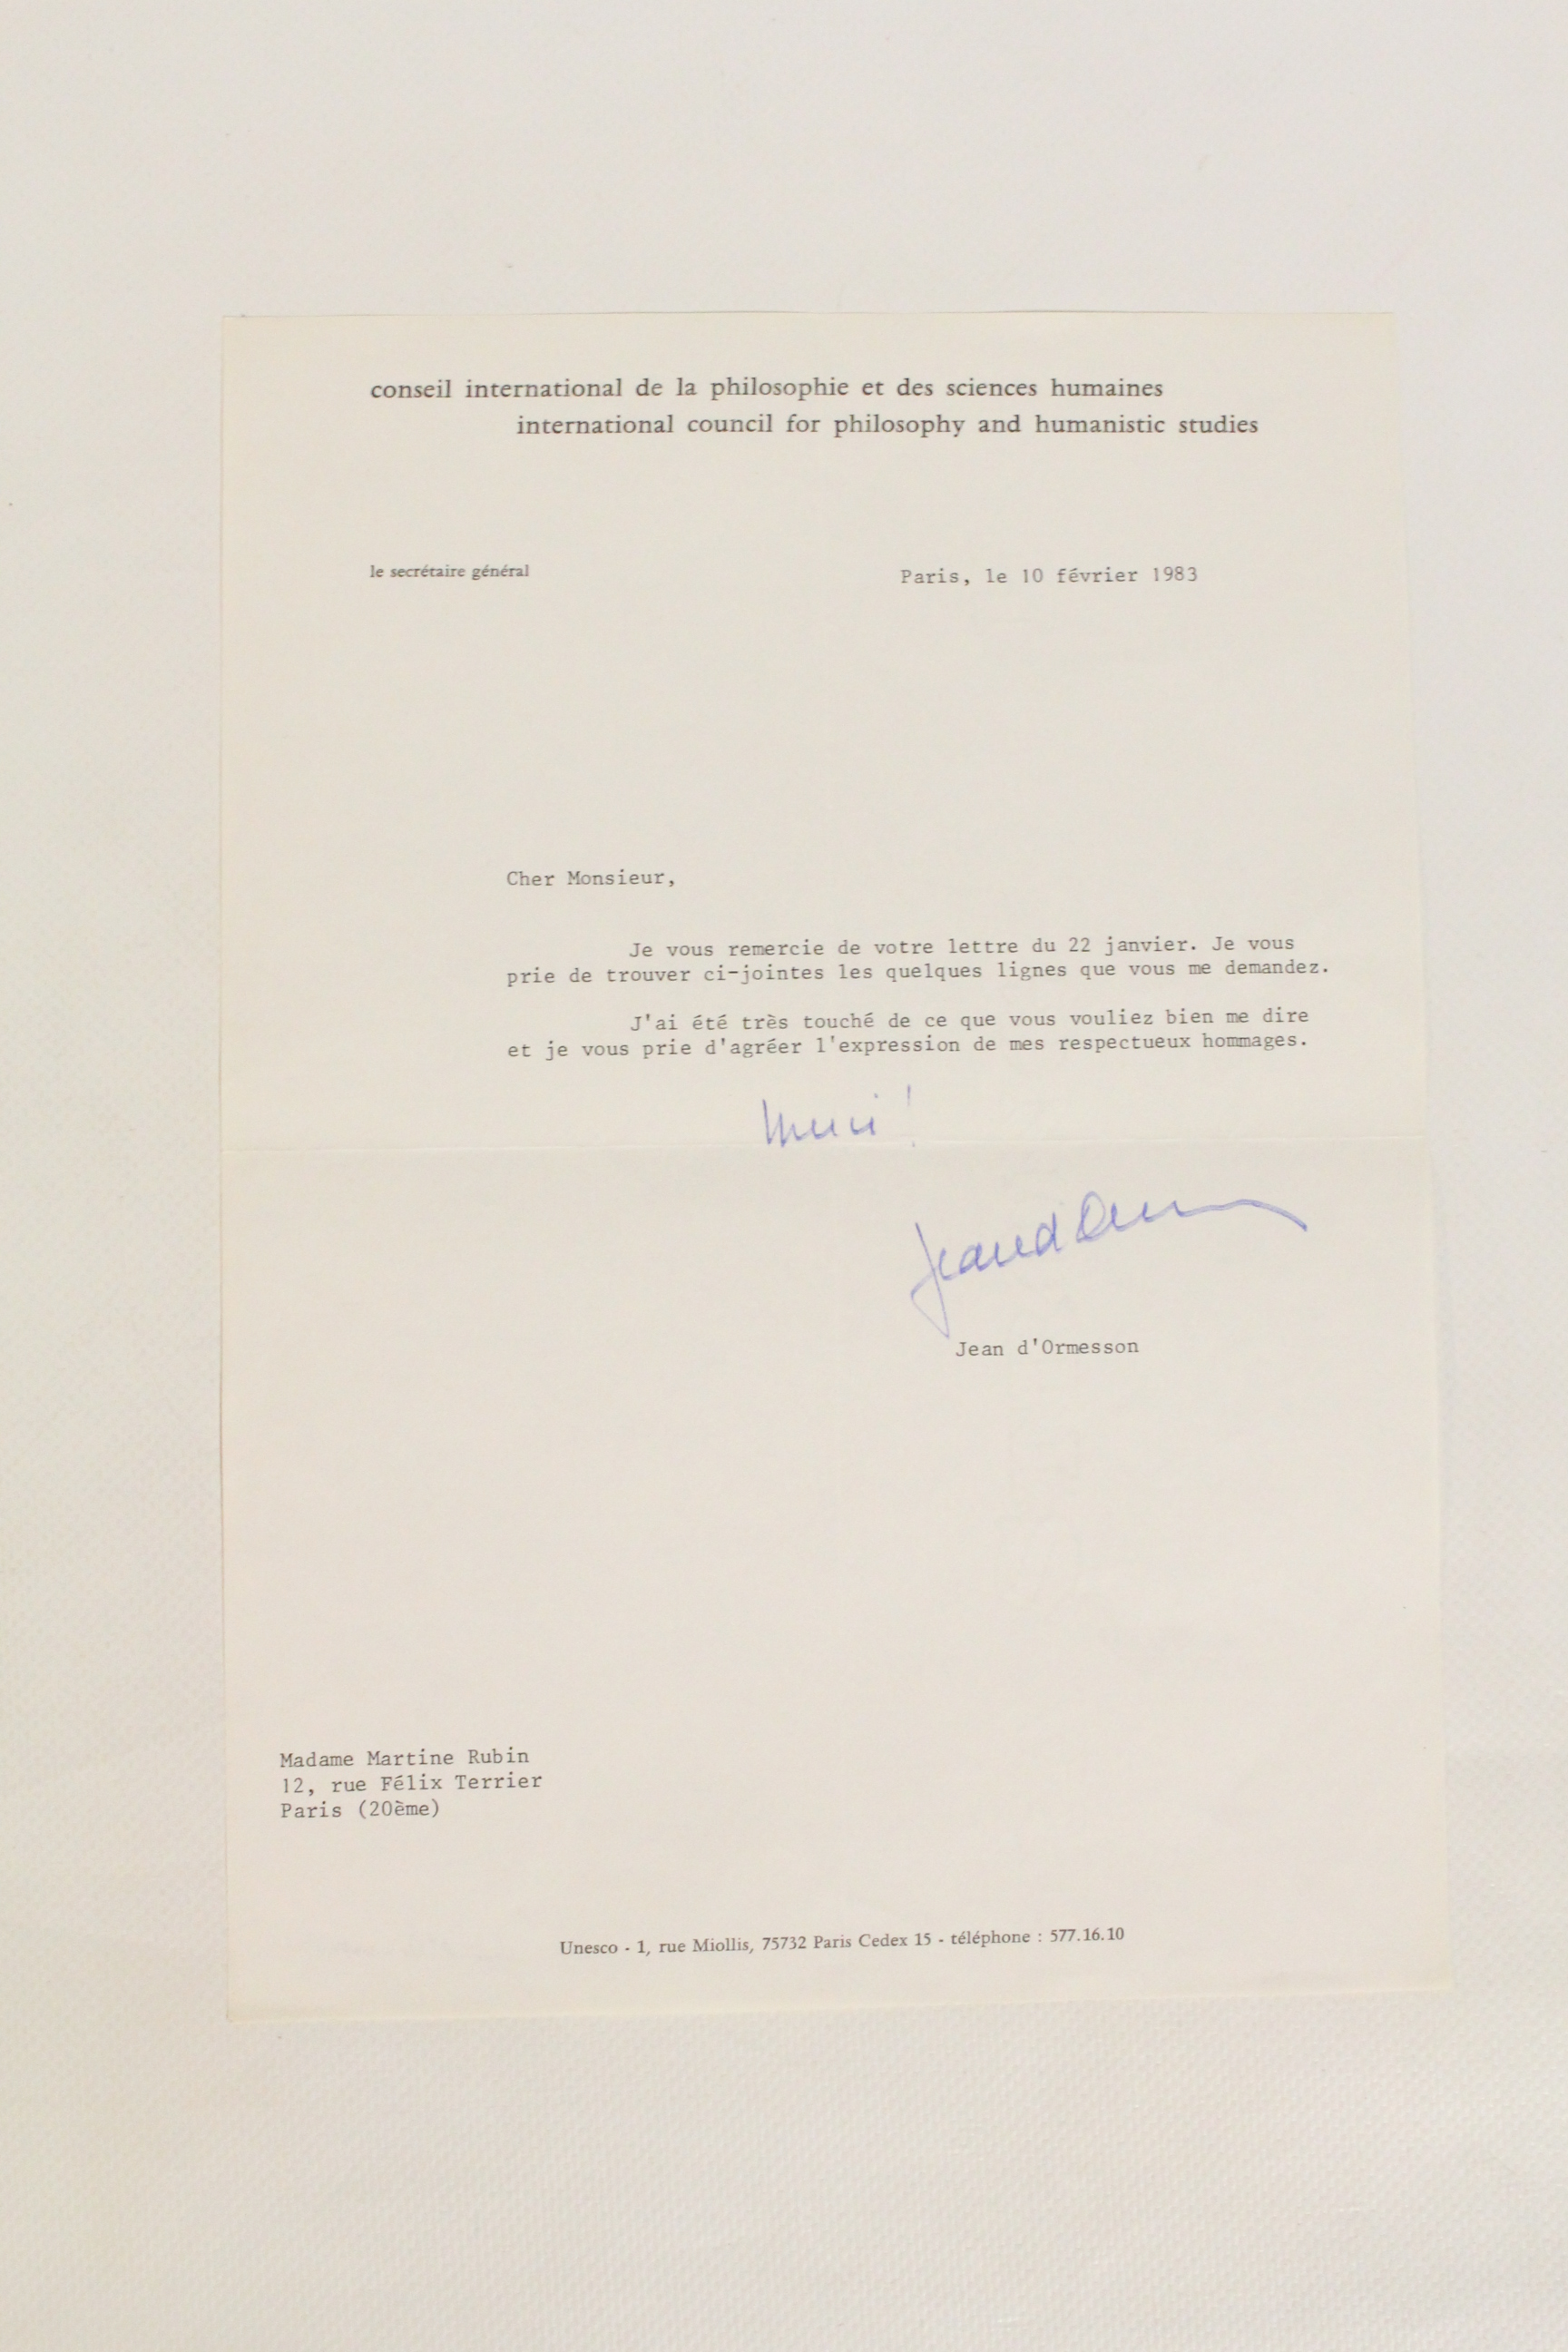 conseil international de la philosophie et des sciences humaines
international council for philosophy and humanistic studies
le secrétaire général
Paris, le 10 février 1983
Cher Monsieur,
Je vous remercie de votre lettre du 22 janvier. Je vous
prie de trouver ci-jointes les quelques lignes que vous me demandez.
J'ai été très touché de ce que vous vouliez bien me dire
et je vous prie d'agréer l'expression de mes respectueux hommages.
Merci !
Jean d'Orm
Jean d'Ormesson
Madame Martine Rubin
12, rue Félix Terrier
Paris (20ème)
Unesco - 1, rue Miollis, 75732 Paris Cedex 15 - téléphone : 577.16.10